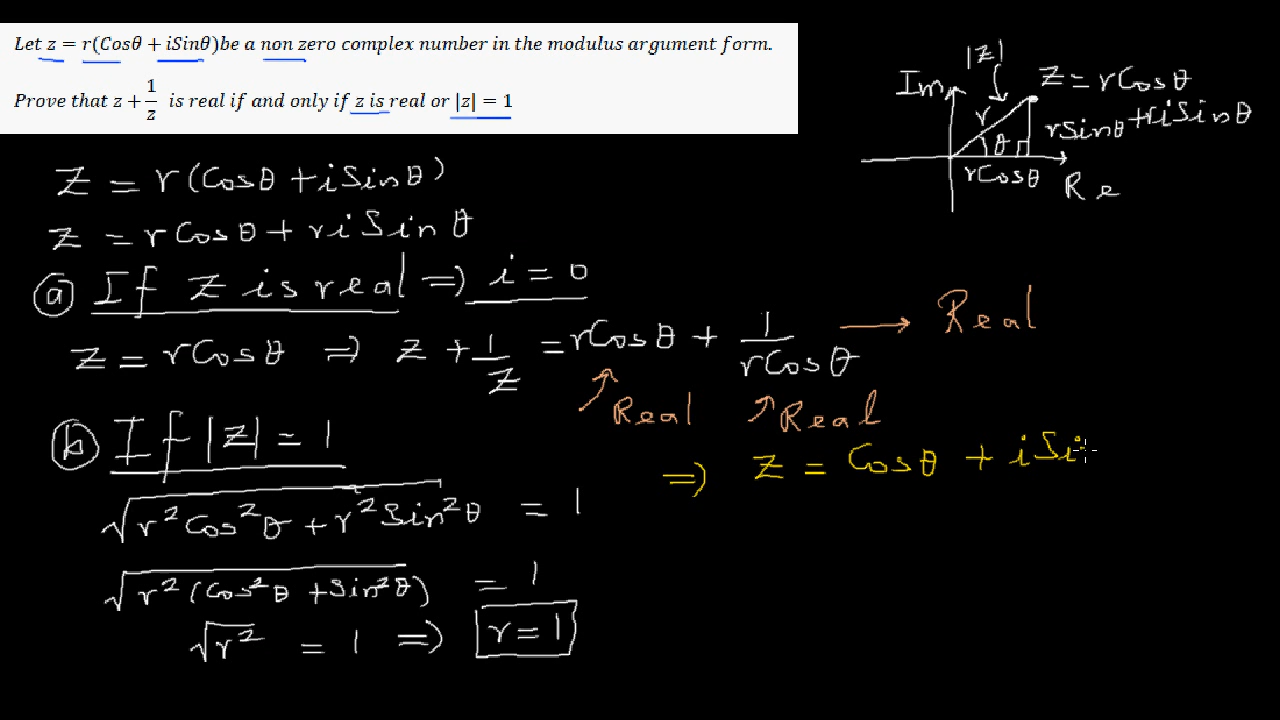 Let z = r(Cosθ + iSinθ)be a non zero complex number in the modulus argument form.
Prove that z + 1/z is real if and only if z is real or |z| = 1
|z|
Im
z = rCosθ
+riSinθ
r
θ
rSinθ
rCosθ
Re
z = r(Cosθ + iSinθ)
z = rCosθ + riSinθ
(a) If z is real ⇒ i = 0
z = rCosθ ⇒ z + 1/z = rCosθ + 1/rCosθ → Real
Real
Real
(b) If |z| = 1
⇒ z = Cosθ + iSi
√r²Cos²θ + r²Sin²θ = 1
√r²(Cos²θ + Sin²θ) = 1
√r² = 1 ⇒ r = 1